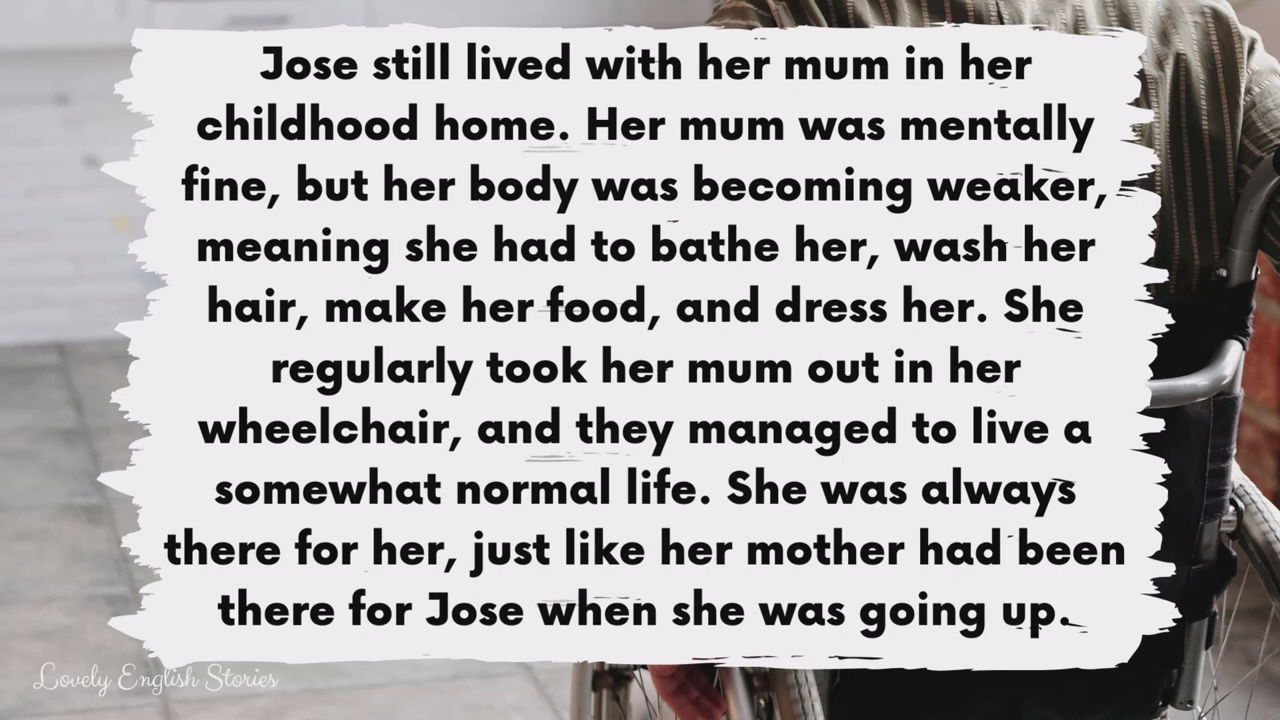 Jose still lived with her mum in her
childhood home. Her mum was mentally
fine, but her body was becoming weaker,
meaning she had to bathe her, wash her
hair, make her food, and dress her. She
regularly took her mum out in her
wheelchair, and they managed to live a
somewhat normal life. She was always
there for her, just like her mother had been
there for Jose when she was going up.
Lovely English Stories